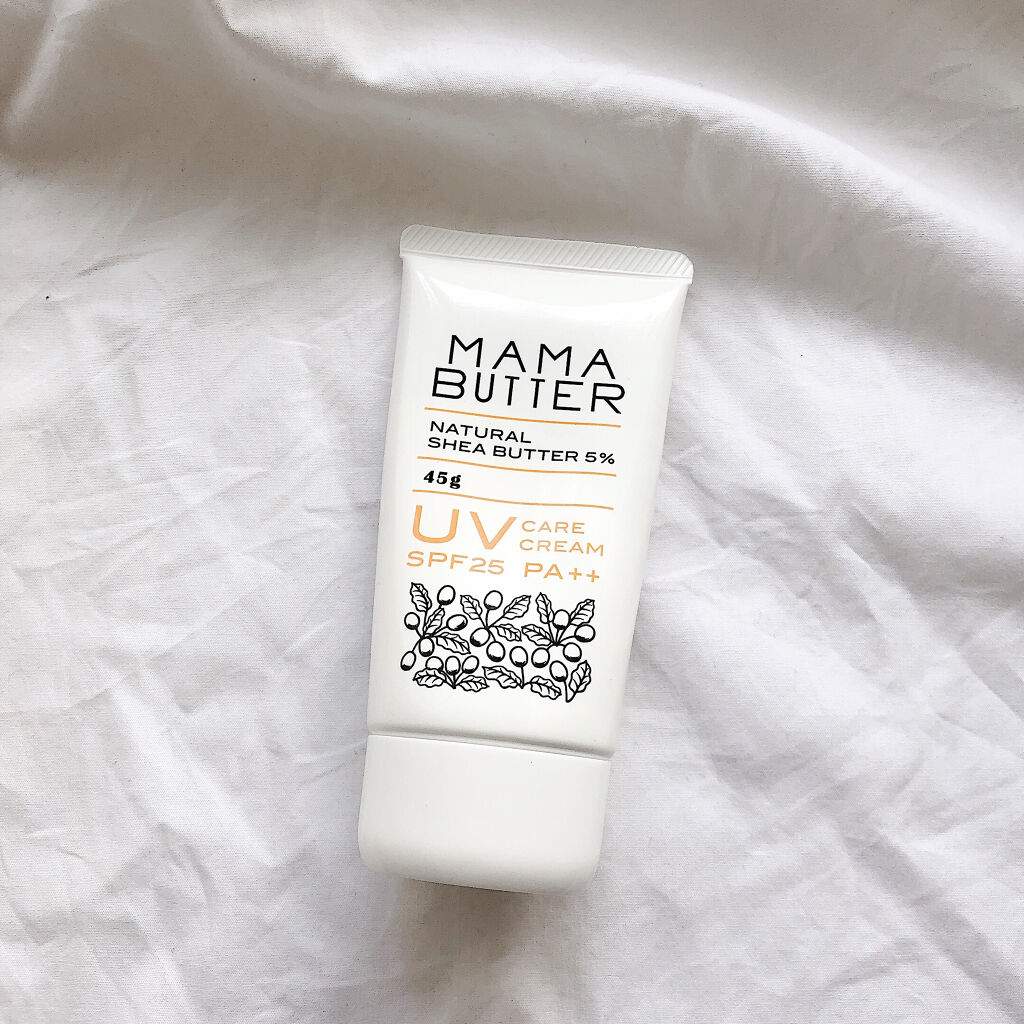 MAMA
BUTTER
NATURAL
SHEA BUTTER 5%
45g
UV CARE
CREAM
SPF25 PA++